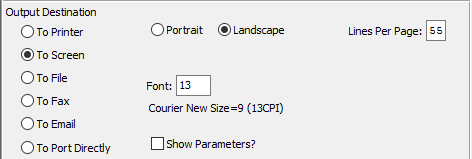 Output Destination
To Printer
Portrait
Landscape
Lines Per Page: 55
To Screen
To File
Font: 13
To Fax
Courier New Size=9 (13CPI)
To Email
To Port Directly
Show Parameters?